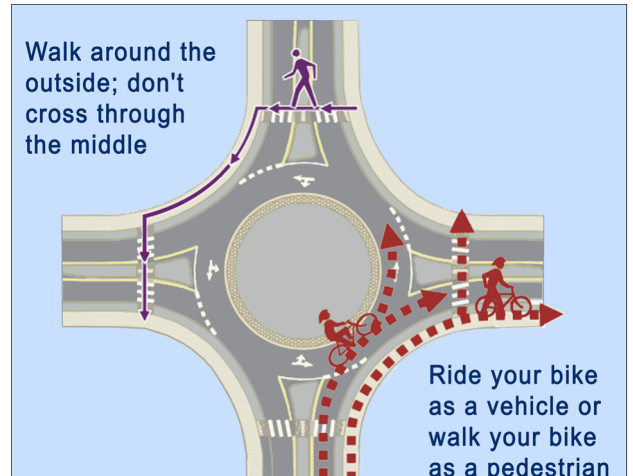 Walk around the
outside; don't
cross through
the middle
Ride your bike
as a vehicle or
walk your bike
as a pedestrian